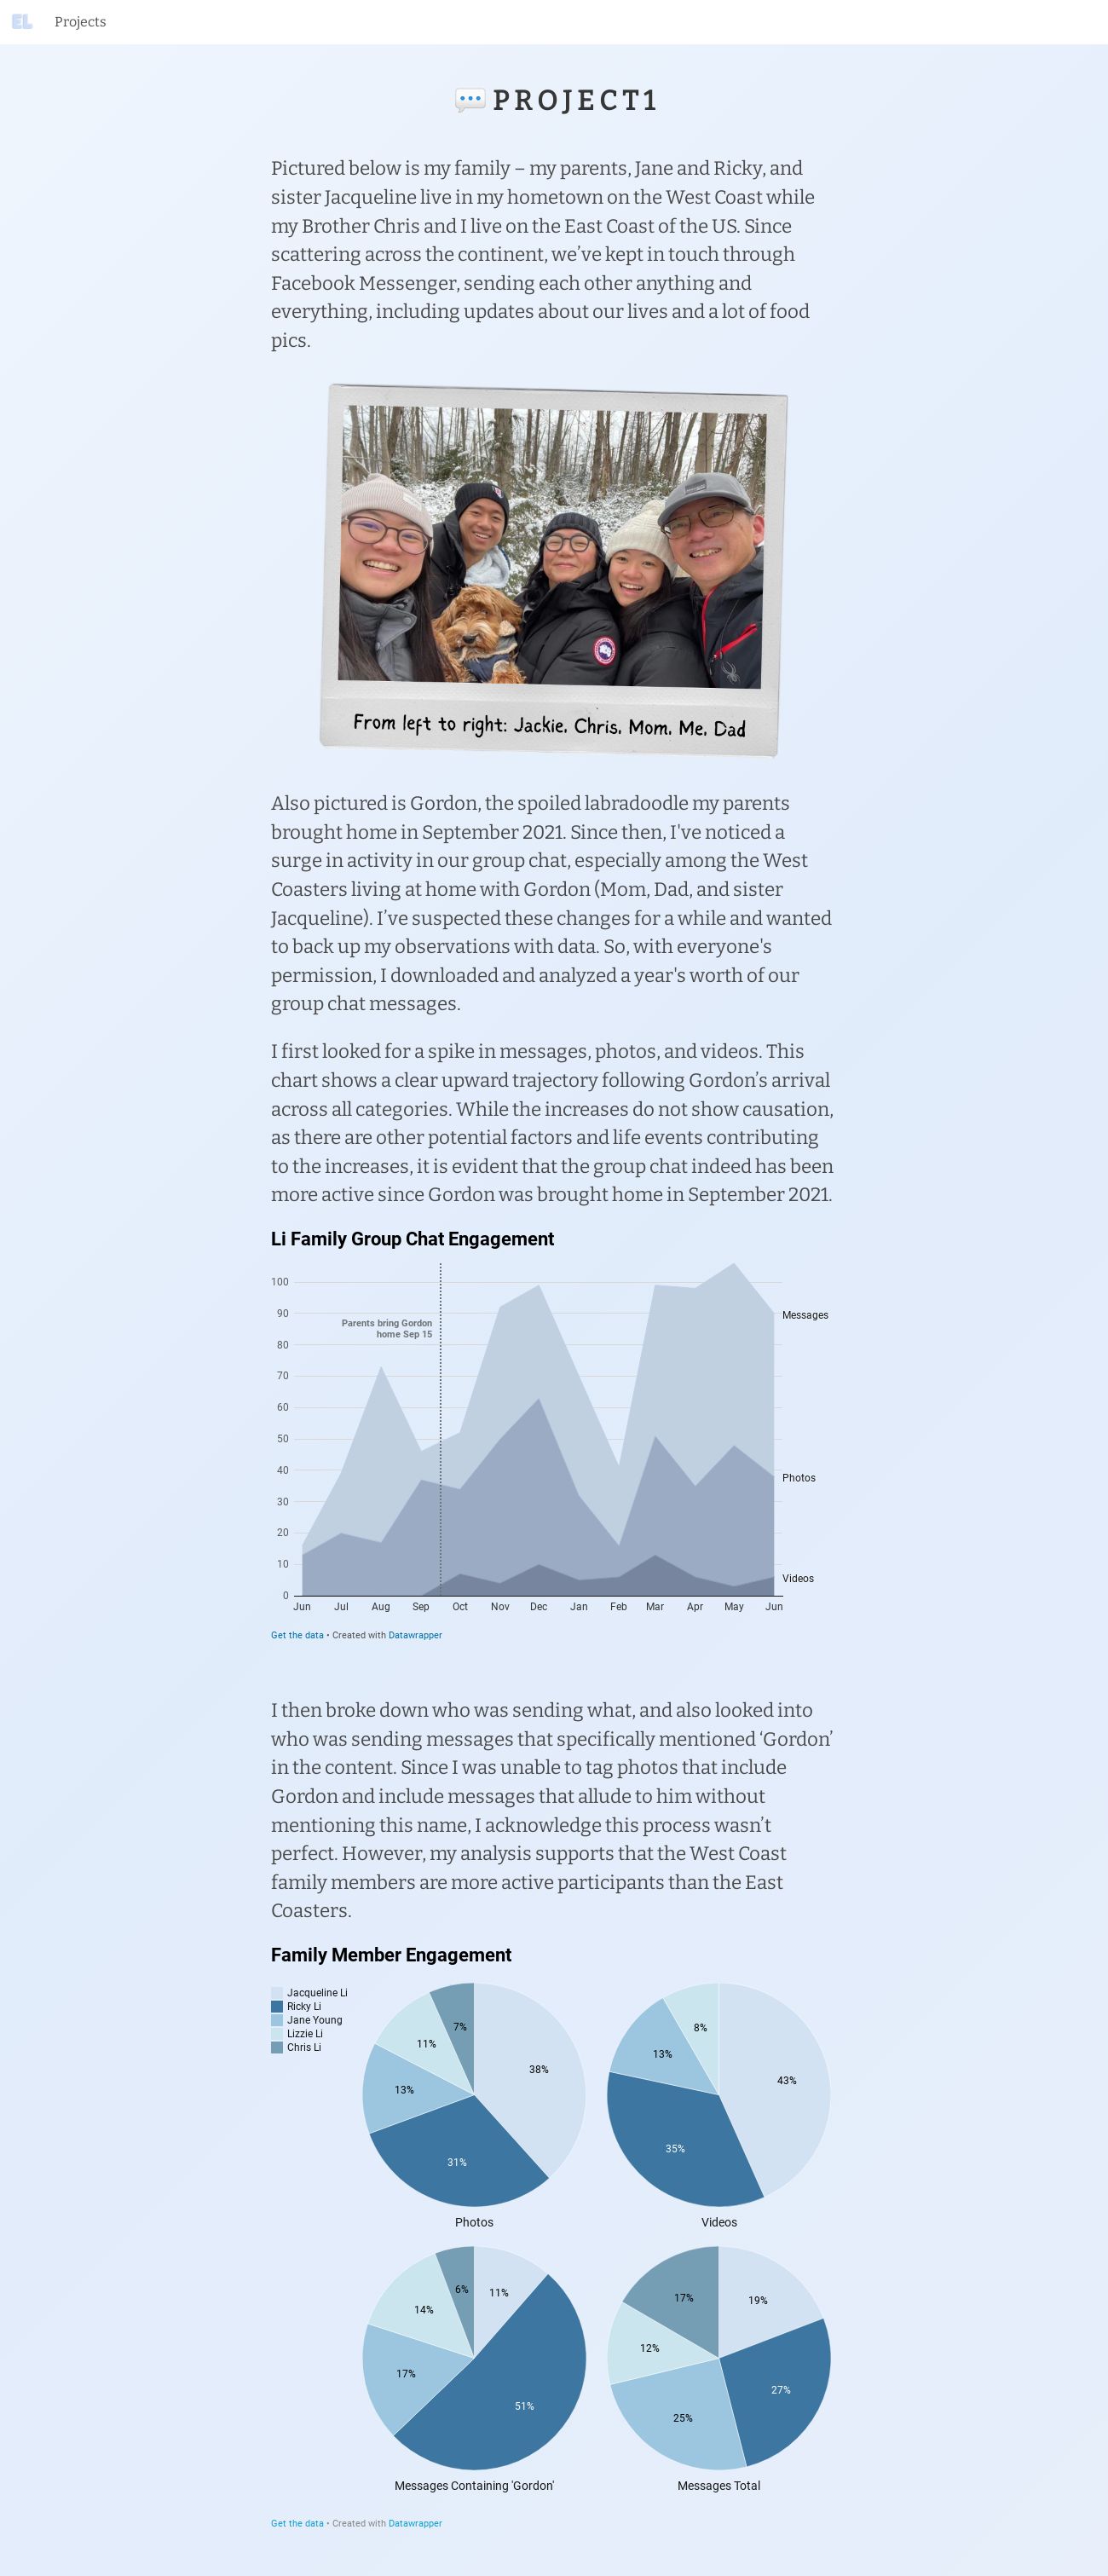 EL Projects
💬 PROJECT1
Pictured below is my family – my parents, Jane and Ricky, and
sister Jacqueline live in my hometown on the West Coast while
my Brother Chris and I live on the East Coast of the US. Since
scattering across the continent, we’ve kept in touch through
Facebook Messenger, sending each other anything and
everything, including updates about our lives and a lot of food
pics.
From left to right: Jackie, Chris, Mom, Me, Dad
Also pictured is Gordon, the spoiled labradoodle my parents
brought home in September 2021. Since then, I've noticed a
surge in activity in our group chat, especially among the West
Coasters living at home with Gordon (Mom, Dad, and sister
Jacqueline). I’ve suspected these changes for a while and wanted
to back up my observations with data. So, with everyone's
permission, I downloaded and analyzed a year's worth of our
group chat messages.
I first looked for a spike in messages, photos, and videos. This
chart shows a clear upward trajectory following Gordon’s arrival
across all categories. While the increases do not show causation,
as there are other potential factors and life events contributing
to the increases, it is evident that the group chat indeed has been
more active since Gordon was brought home in September 2021.
Li Family Group Chat Engagement
100
90
Messages
Parents bring Gordon
home Sep 15
80
70
60
50
40
Photos
30
20
10
Videos
0
Jun Jul Aug Sep Oct Nov Dec Jan Feb Mar Apr May Jun
Get the data • Created with Datawrapper
I then broke down who was sending what, and also looked into
who was sending messages that specifically mentioned ‘Gordon’
in the content. Since I was unable to tag photos that include
Gordon and include messages that allude to him without
mentioning this name, I acknowledge this process wasn’t
perfect. However, my analysis supports that the West Coast
family members are more active participants than the East
Coasters.
Family Member Engagement
Jacqueline Li
Ricky Li
Jane Young
Lizzie Li
Chris Li
7%
11%
38%
13%
31%
Photos
8%
13%
43%
35%
Videos
6%
11%
14%
17%
51%
Messages Containing 'Gordon'
17%
19%
12%
27%
25%
Messages Total
Get the data • Created with Datawrapper